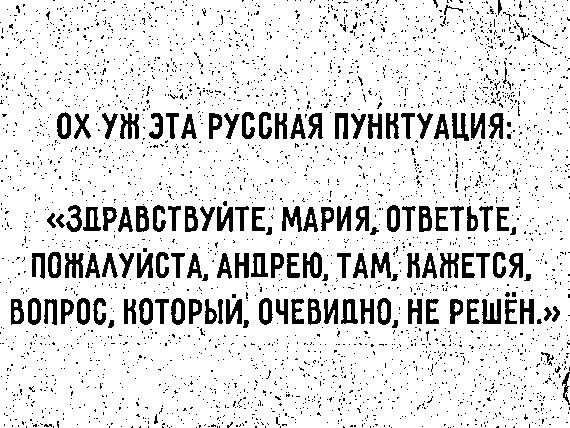 ОХ УЖ ЭТА РУССКАЯ ПУНКТУАЦИЯ:
«ЗДРАВСТВУЙТЕ, МАРИЯ, ОТВЕТЬТЕ,
ПОЖАЛУЙСТА, АНДРЕЮ, ТАМ, КАЖЕТСЯ,
ВОПРОС, КОТОРЫЙ, ОЧЕВИДНО, НЕ РЕШЁН.»